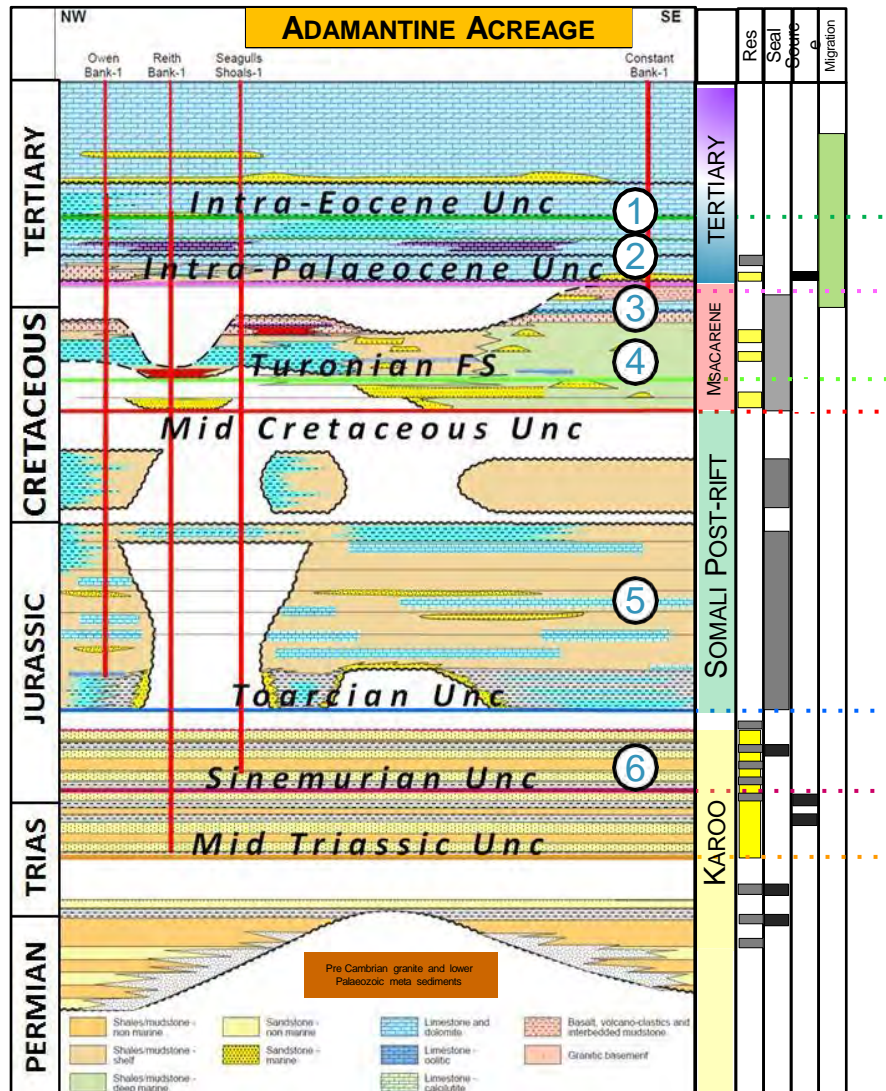 ADAMANTINE ACREAGE
NW
SE
Owen Bank-1
Reith Bank-1
Seagulls Shoals-1
Constant Bank-1
Res
Seal
Source
Migration
TERTIARY
CRETACEOUS
JURASSIC
TRIAS
PERMIAN
Intra-Eocene Unc
1
2
Intra-Palaeocene Unc
3
Turonian FS
4
Mid Cretaceous Unc
5
Toarcian Unc
6
Sinemurian Unc
Mid Triassic Unc
TERTIARY
MSACARENE
SOMALI POST-RIFT
KAROO
Pre Cambrian granite and lower
Palaeozoic meta sediments
Shales/mudstone -
non marine
Shales/mudstone -
shelf
Shales/mudstone -
deep marine
Sandstone -
non marine
Sandstone -
marine
Limestone and
dolomite
Limestone -
oolitic
Limestone -
calcilutite
Basalt, volcano-clastics and
interbedded mudstone
Granitic basement